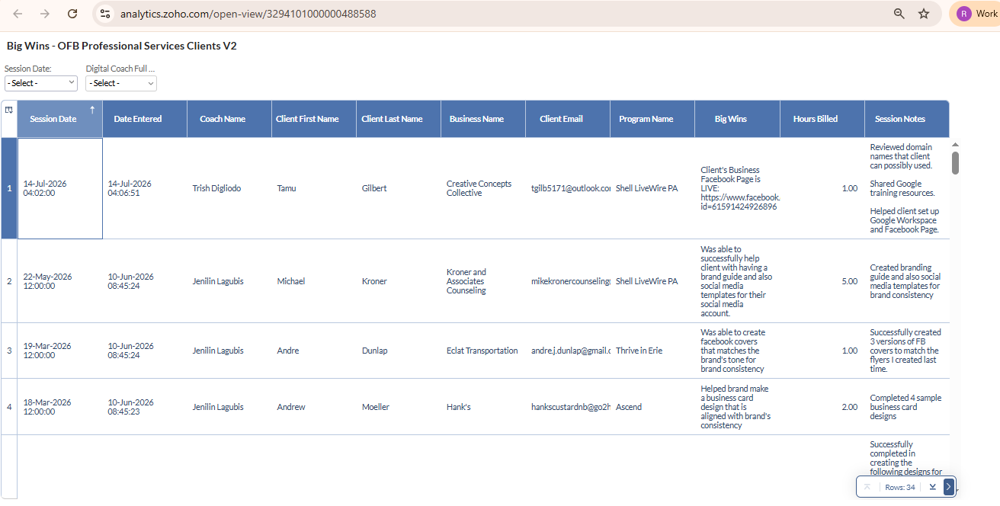 analytics.zoho.com/open-view/3294101000000488588
R Work
Big Wins - OFB Professional Services Clients V2
Session Date:
Digital Coach Full ...
- Select -
- Select -
Session Date
Date Entered
Coach Name
Client First Name
Client Last Name
Business Name
Client Email
Program Name
Big Wins
Hours Billed
Session Notes
1
14-Jul-2026
04:02:00
14-Jul-2026
04:06:51
Trish Digliodo
Tamu
Gilbert
Creative Concepts
Collective
tgilb5171@outlook.com
Shell LiveWire PA
Client's Business
Facebook Page is
LIVE:
https://www.facebook.
id=61591424926896
1.00
Reviewed domain
names that client
can possibly used.
Shared Google
training resources.
Helped client set up
Google Workspace
and Facebook Page.
2
22-May-2026
12:00:00
10-Jun-2026
08:45:24
Jenilin Lagubis
Michael
Kroner
Kroner and
Associates
Counseling
mikekronercounseling
Shell LiveWire PA
Was able to
successfully help
client with having a
brand guide and also
social media
templates for their
social media
account.
5.00
Created branding
guide and also social
media templates for
brand consistency
3
19-Mar-2026
12:00:00
10-Jun-2026
08:45:24
Jenilin Lagubis
Andre
Dunlap
Eclat Transportation
andre.j.dunlap@gmail.c
Thrive in Erie
Was able to create
facebook covers
that matches the
brand's tone for
brand consistency
1.00
Successfully created
3 versions of FB
covers to match the
flyers I created last
time.
4
18-Mar-2026
12:00:00
10-Jun-2026
08:45:23
Jenilin Lagubis
Andrew
Moeller
Hank's
hankscustardnb@go2h
Ascend
Helped brand make
a business card
design that is
aligned with brand's
consistency
2.00
Completed 4 sample
business card
designs
Successfully
completed in
creating the
following designs for
Rows: 34